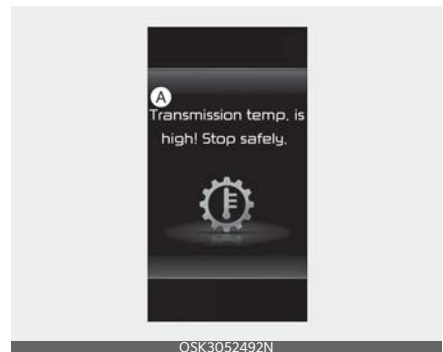 A
Transmission temp. is
high! Stop safely.
OSK3052492N